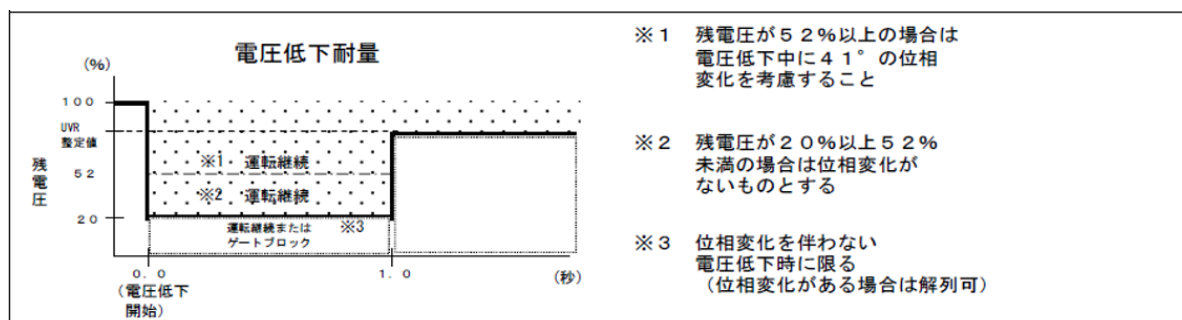 電圧低下耐量
(%)
100
UVR
整定値
52
20
残電圧
※1 運転継続
※2 運転継続
運転継続または ※3
ゲートブロック
0.0
1.0
(秒)
(電圧低下
開始)
※1 残電圧が52%以上の場合は
電圧低下中に41°の位相
変化を考慮すること
※2 残電圧が20%以上52%
未満の場合は位相変化が
ないものとする
※3 位相変化を伴わない
電圧低下時に限る
(位相変化がある場合は解列可)